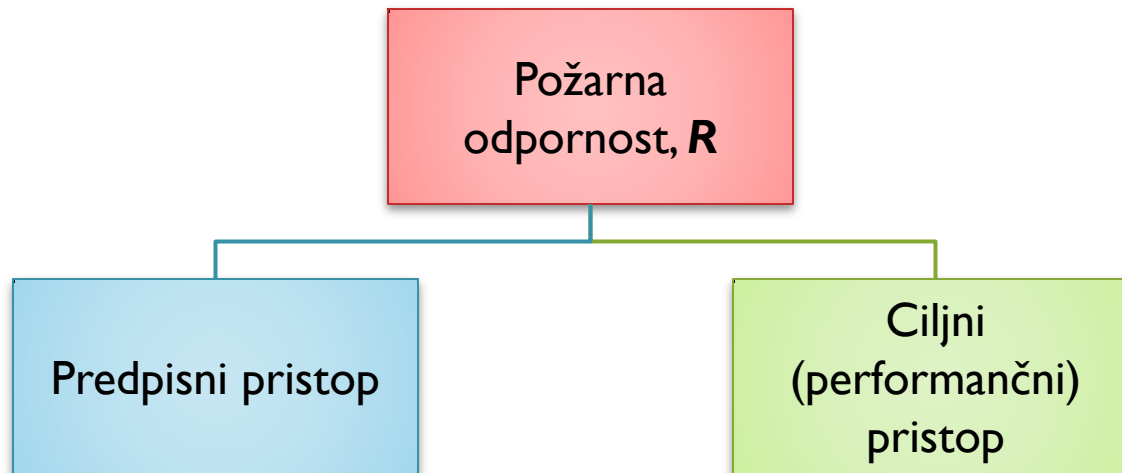 Požarna
odpornost, R
Predpisni pristop
Ciljni
(performančni)
pristop